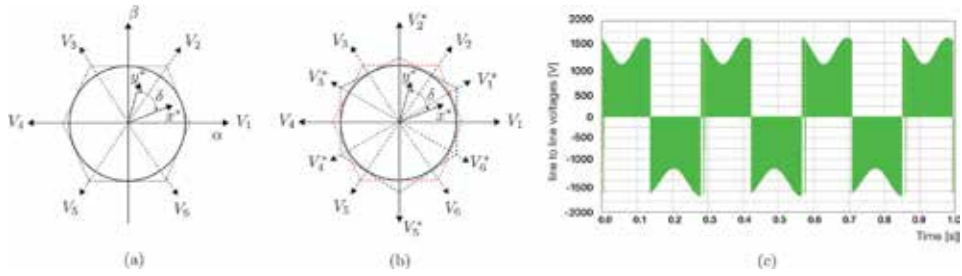 β
V₃
V₂
y*
δ
x*
V₄
α
V₁
V₅
V₆
(a)
V₂*
V₃
V₂
V₃*
V₁*
y*
δ
x*
V₄
V₁
V₄*
V₆*
V₅
V₆
V₅*
(b)
line to line voltages [V]
2000
1500
1000
500
0
-500
-1000
-1500
-2000
0.0 0.1 0.2 0.3 0.4 0.5 0.6 0.7 0.8 0.9 1.0
Time [s]
(c)